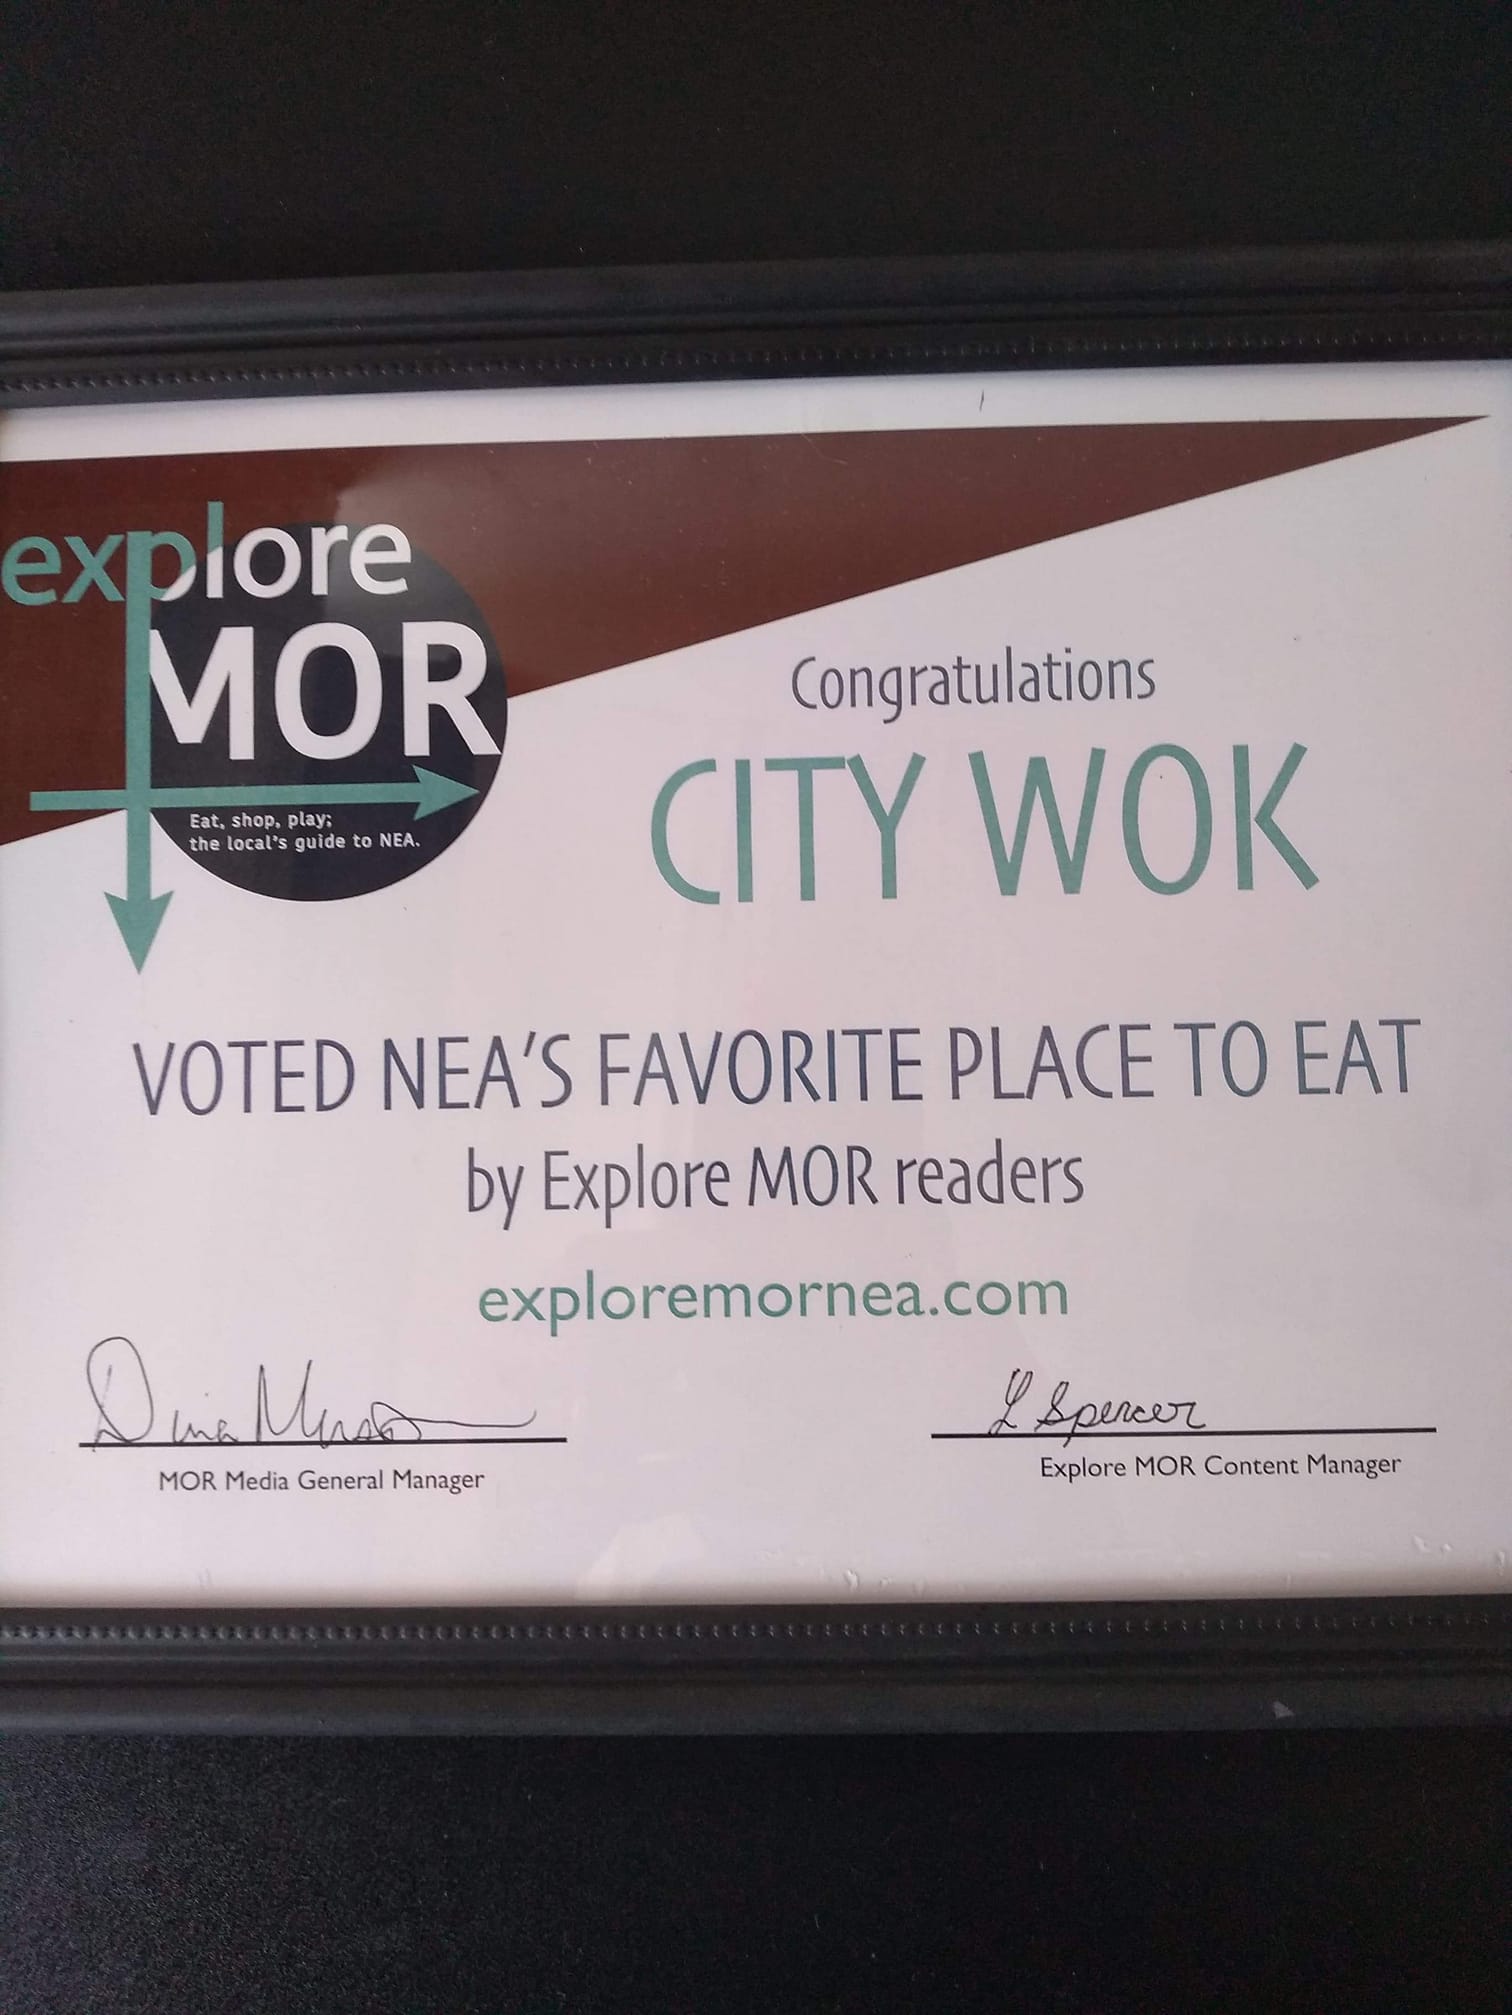 explore
MOR
Eat, shop, play;
the local's guide to NEA.
Congratulations
CITY WOK
VOTED NEA'S FAVORITE PLACE TO EAT
by Explore MOR readers
exploremornea.com
L Spencer
MOR Media General Manager
Explore MOR Content Manager